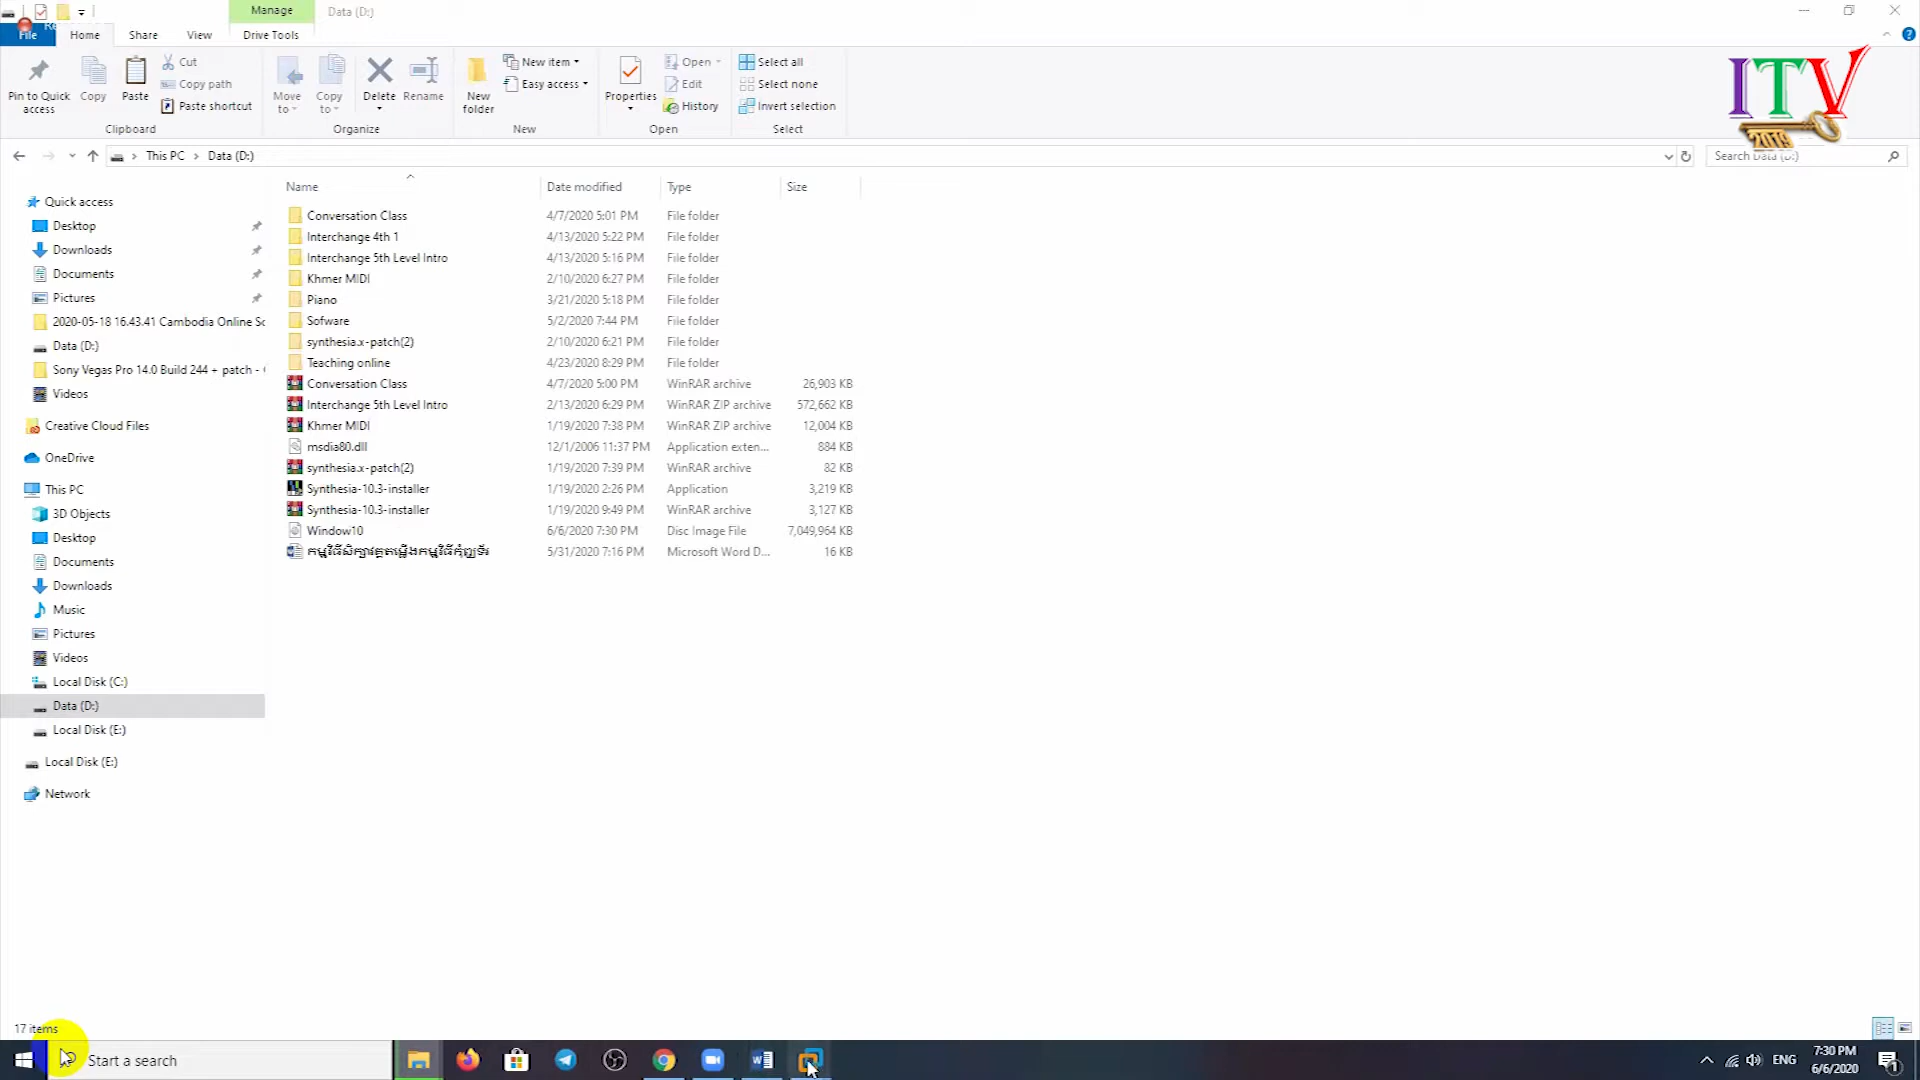 Manage
Data (D:)
File
Home
Share
View
Drive Tools
Pin to Quick access
Copy
Paste
Cut
Copy path
Paste shortcut
Clipboard
Move to
Copy to
Delete
Rename
Organize
New folder
New item
Easy access
New
Properties
Open
Edit
History
Open
Select all
Select none
Invert selection
Select
ITV
2019
This PC > Data (D:)
Search Data (D:)
Name Date modified Type Size
Quick access
Desktop
Downloads
Documents
Pictures
2020-05-18 16.43.41 Cambodia Online Sc
Data (D:)
Sony Vegas Pro 14.0 Build 244 + patch -
Videos
Creative Cloud Files
OneDrive
This PC
3D Objects
Desktop
Documents
Downloads
Music
Pictures
Videos
Local Disk (C:)
Data (D:)
Local Disk (E:)
Local Disk (E:)
Network
Conversation Class 4/7/2020 5:01 PM File folder
Interchange 4th 1 4/13/2020 5:22 PM File folder
Interchange 5th Level Intro 4/13/2020 5:16 PM File folder
Khmer MIDI 2/10/2020 6:27 PM File folder
Piano 3/21/2020 5:18 PM File folder
Sofware 5/2/2020 7:44 PM File folder
synthesia.x-patch(2) 2/10/2020 6:21 PM File folder
Teaching online 4/23/2020 8:29 PM File folder
Conversation Class 4/7/2020 5:00 PM WinRAR archive 26,903 KB
Interchange 5th Level Intro 2/13/2020 6:29 PM WinRAR ZIP archive 572,662 KB
Khmer MIDI 1/19/2020 7:38 PM WinRAR ZIP archive 12,004 KB
msdia80.dll 12/1/2006 11:37 PM Application exten... 884 KB
synthesia.x-patch(2) 1/19/2020 7:39 PM WinRAR archive 82 KB
Synthesia-10.3-installer 1/19/2020 2:26 PM Application 3,219 KB
Synthesia-10.3-installer 1/19/2020 9:49 PM WinRAR archive 3,127 KB
Window10 6/6/2020 7:30 PM Disc Image File 7,049,964 KB
5/31/2020 7:16 PM Microsoft Word D... 16 KB
17 items
Start a search
ENG
7:30 PM
6/6/2020